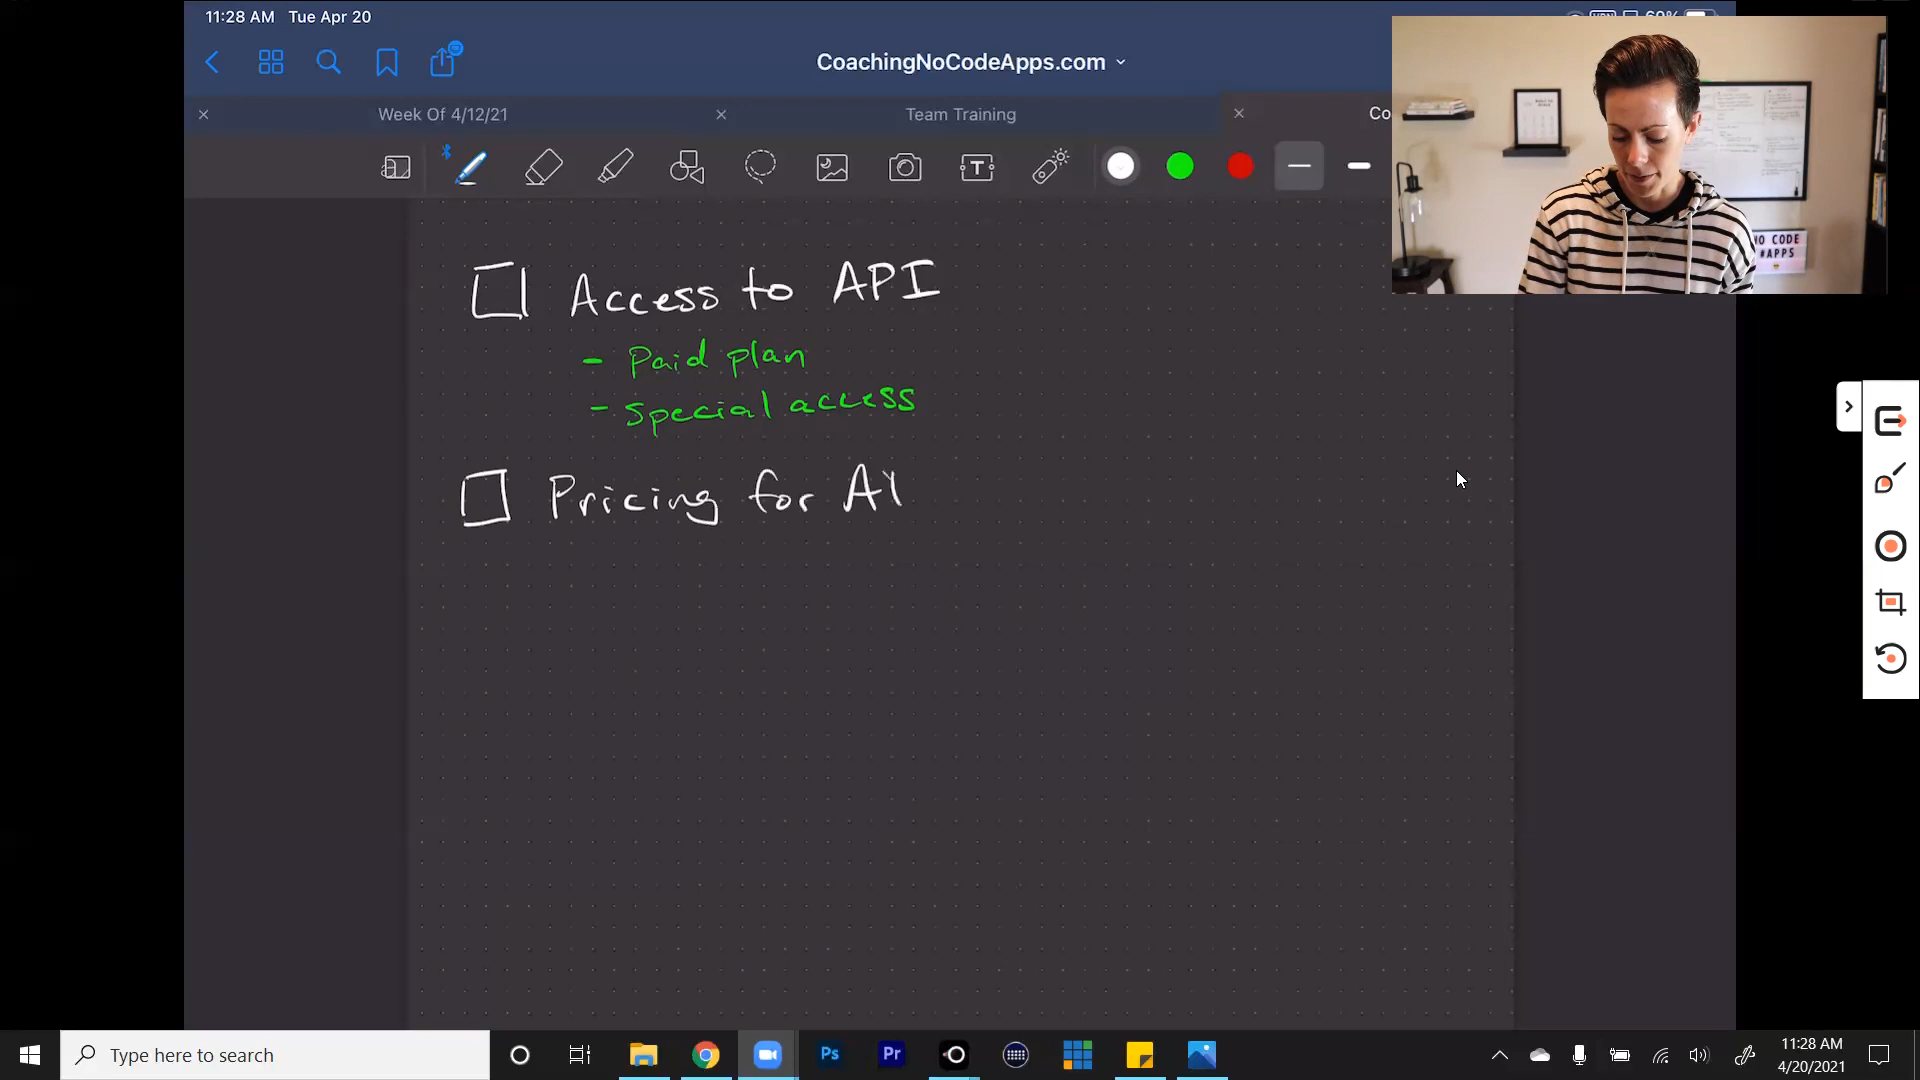 11:28 AM Tue Apr 20
69%
CoachingNoCodeApps.com
Week Of 4/12/21
Team Training
Co
T
NO CODE
#APPS
Access to API
- Paid plan
- Special access
Pricing for
Type here to search
Ps
Pr
11:28 AM
4/20/2021